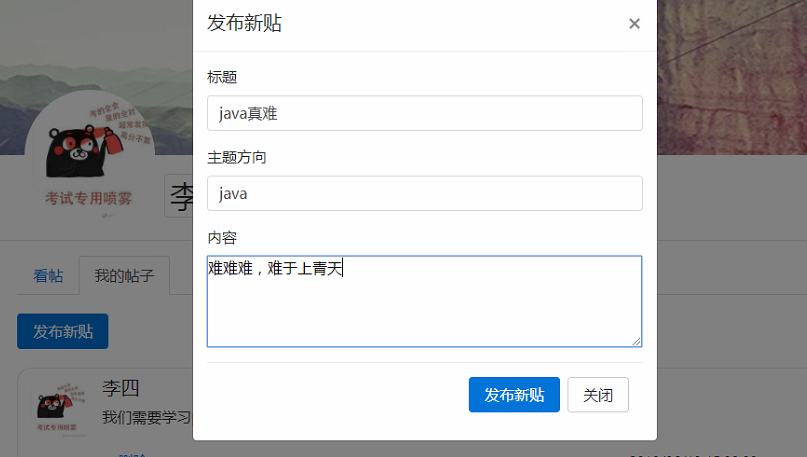 发布新贴
×
标题
java真难
主题方向
java
内容
难难难，难于上青天
发布新贴
关闭
考试专用喷雾
李
看帖
我的帖子
发布新贴
李四
我们需要学习